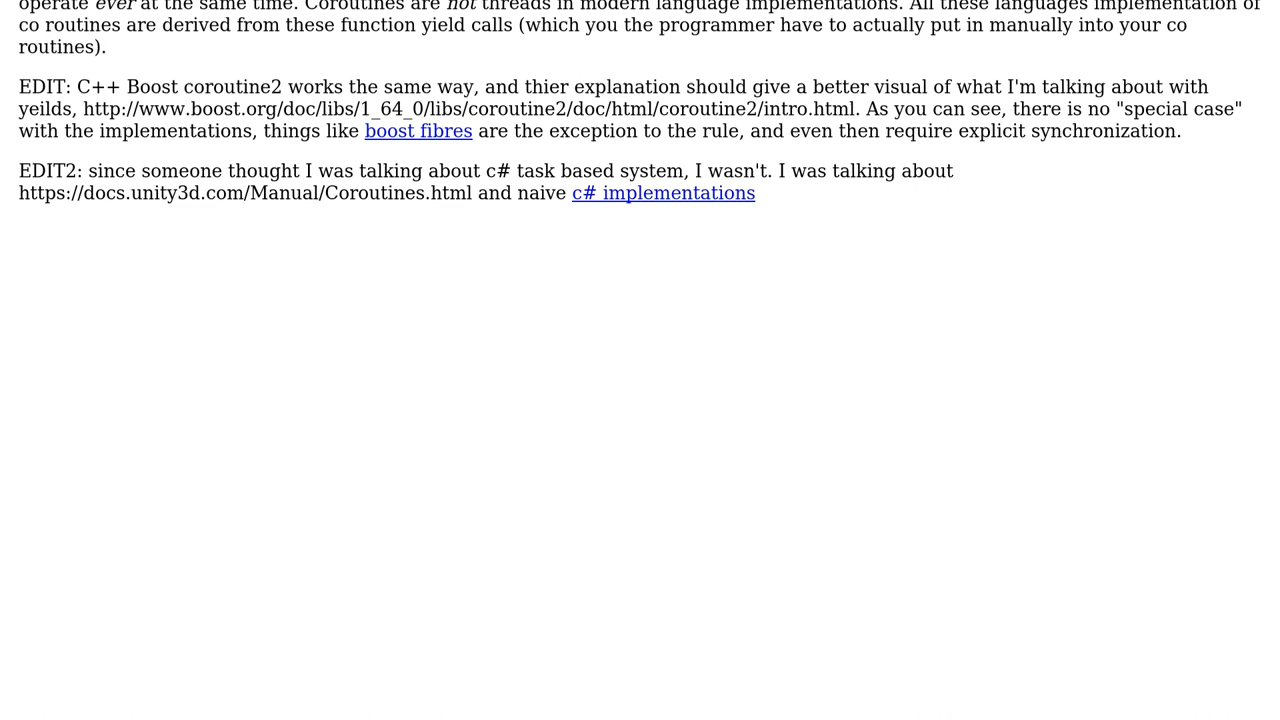 operate ever at the same time. Coroutines are not threads in modern language implementations. All these languages implementation of
co routines are derived from these function yield calls (which you the programmer have to actually put in manually into your co
routines).
EDIT: C++ Boost coroutine2 works the same way, and thier explanation should give a better visual of what I'm talking about with
yeilds, http://www.boost.org/doc/libs/1_64_0/libs/coroutine2/doc/html/coroutine2/intro.html. As you can see, there is no "special case"
with the implementations, things like boost fibres are the exception to the rule, and even then require explicit synchronization.
EDIT2: since someone thought I was talking about c# task based system, I wasn't. I was talking about
https://docs.unity3d.com/Manual/Coroutines.html and naive c# implementations